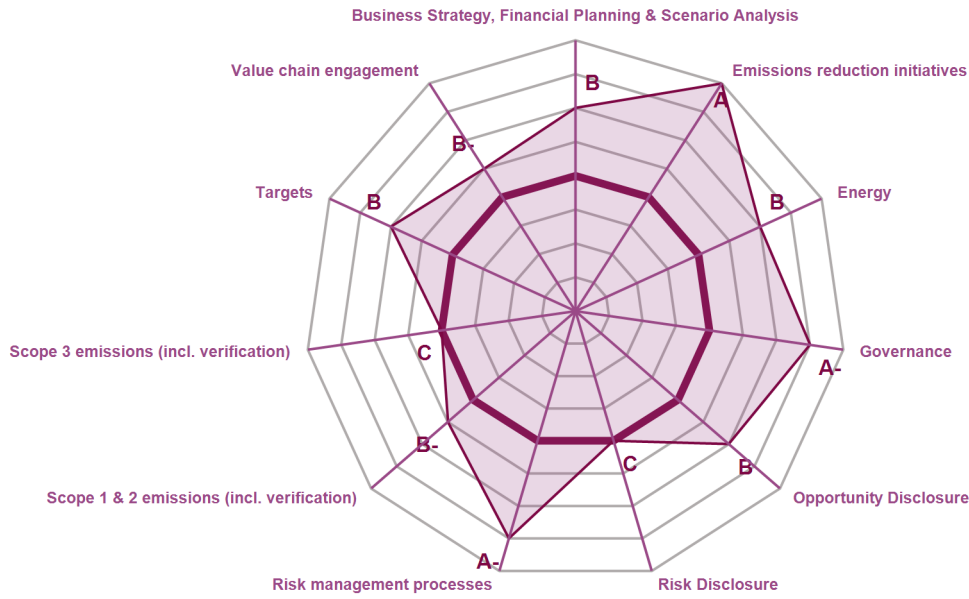 Business Strategy, Financial Planning & Scenario Analysis
Value chain engagement
Emissions reduction initiatives
B
A
B-
Targets
B
B
Energy
Scope 3 emissions (incl. verification)
C
Governance
A-
B-
C
B
Scope 1 & 2 emissions (incl. verification)
Opportunity Disclosure
A-
Risk management processes
Risk Disclosure